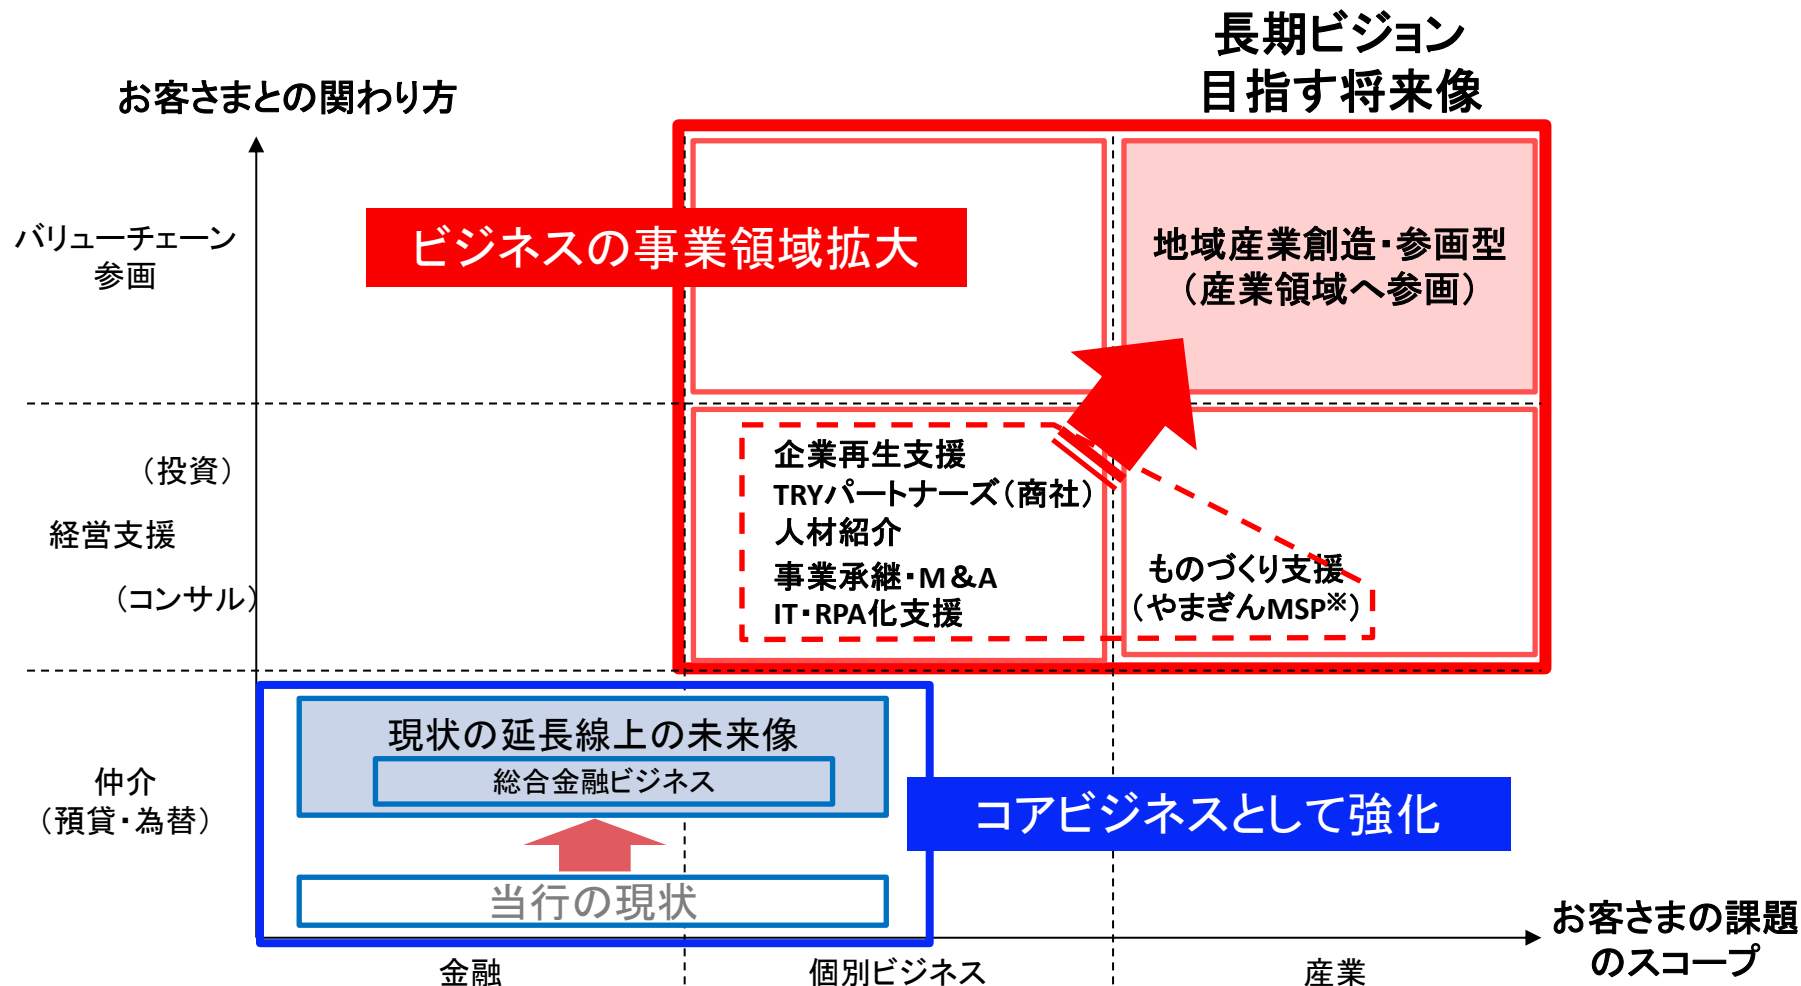 長期ビジョン
目指す将来像
お客さまとの関わり方
バリューチェーン
参画
ビジネスの事業領域拡大
地域産業創造・参画型
（産業領域へ参画）
（投資）
経営支援
（コンサル）
企業再生支援
TRYパートナーズ（商社）
人材紹介
事業承継・M＆A
IT・RPA化支援
ものづくり支援
（やまぎんMSP※）
現状の延長線上の未来像
総合金融ビジネス
仲介
（預貸・為替）
コアビジネスとして強化
当行の現状
お客さまの課題
のスコープ
金融
個別ビジネス
産業